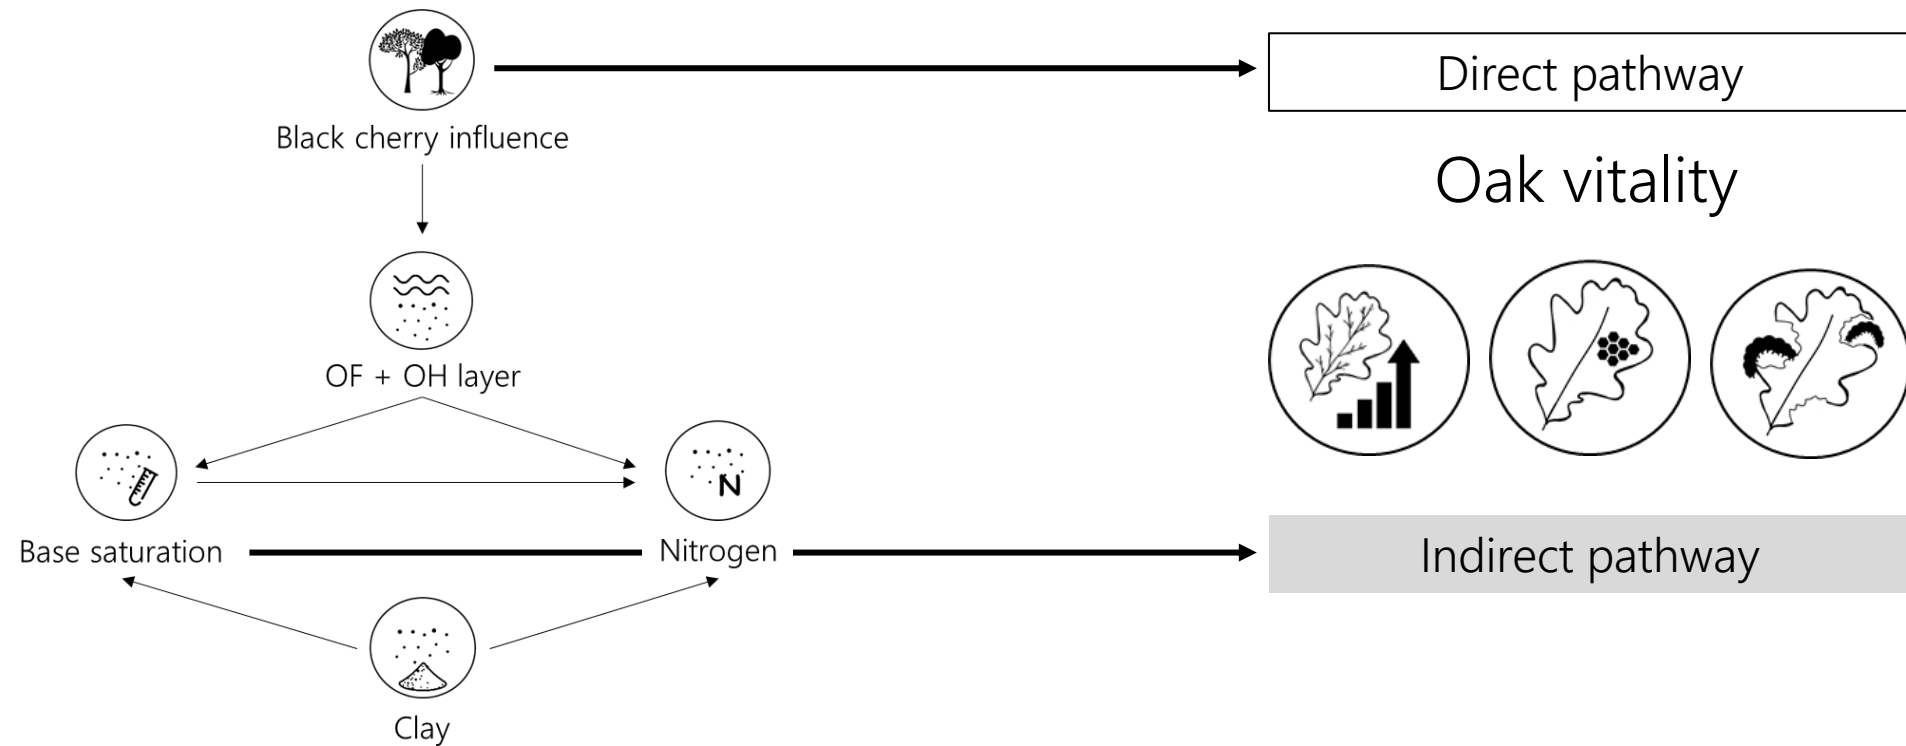 Direct pathway
Black cherry influence
Oak vitality
OF + OH layer
N
Base saturation
Nitrogen
Indirect pathway
Clay